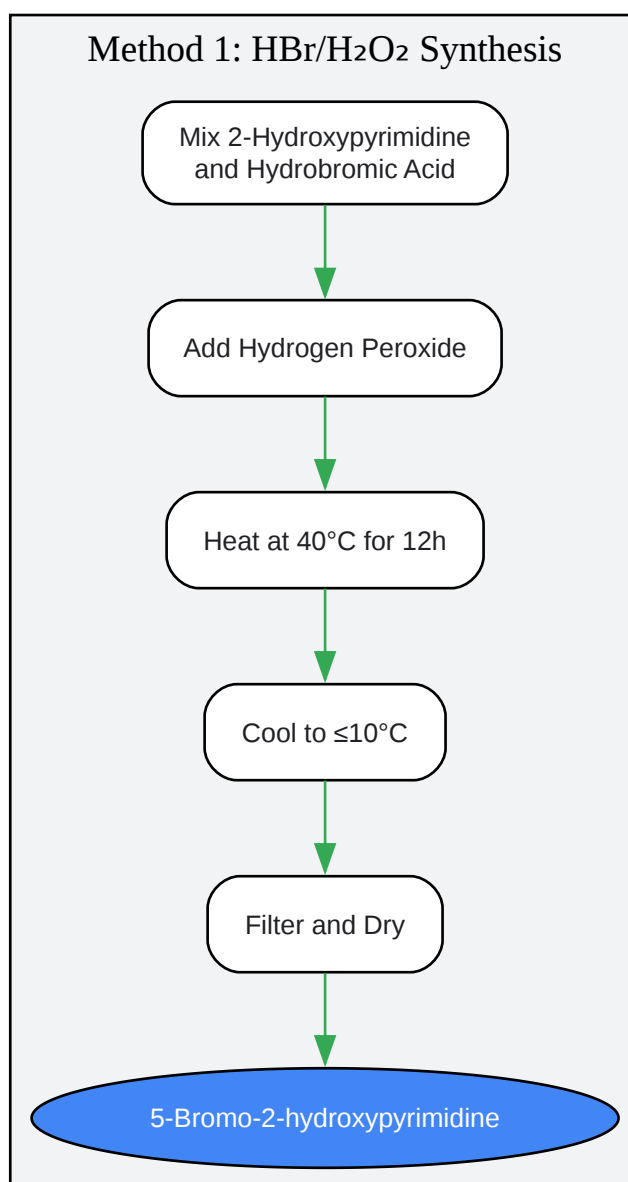 Method 1: HBr/H₂O₂ Synthesis
Mix 2-Hydroxypyrimidine
and Hydrobromic Acid
Add Hydrogen Peroxide
Heat at 40°C for 12h
Cool to ≤10°C
Filter and Dry
5-Bromo-2-hydroxypyrimidine